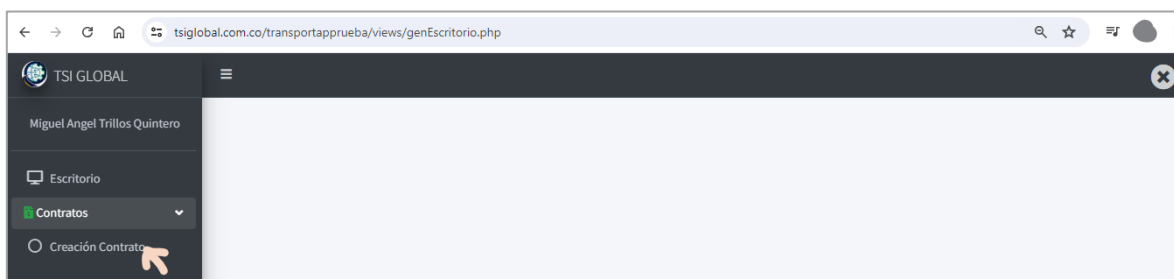 tsiglobal.com.co/transportapprueba/views/genEscritorio.php
TSI GLOBAL
Miguel Angel Trillos Quintero
Escritorio
Contratos
Creación Contrato